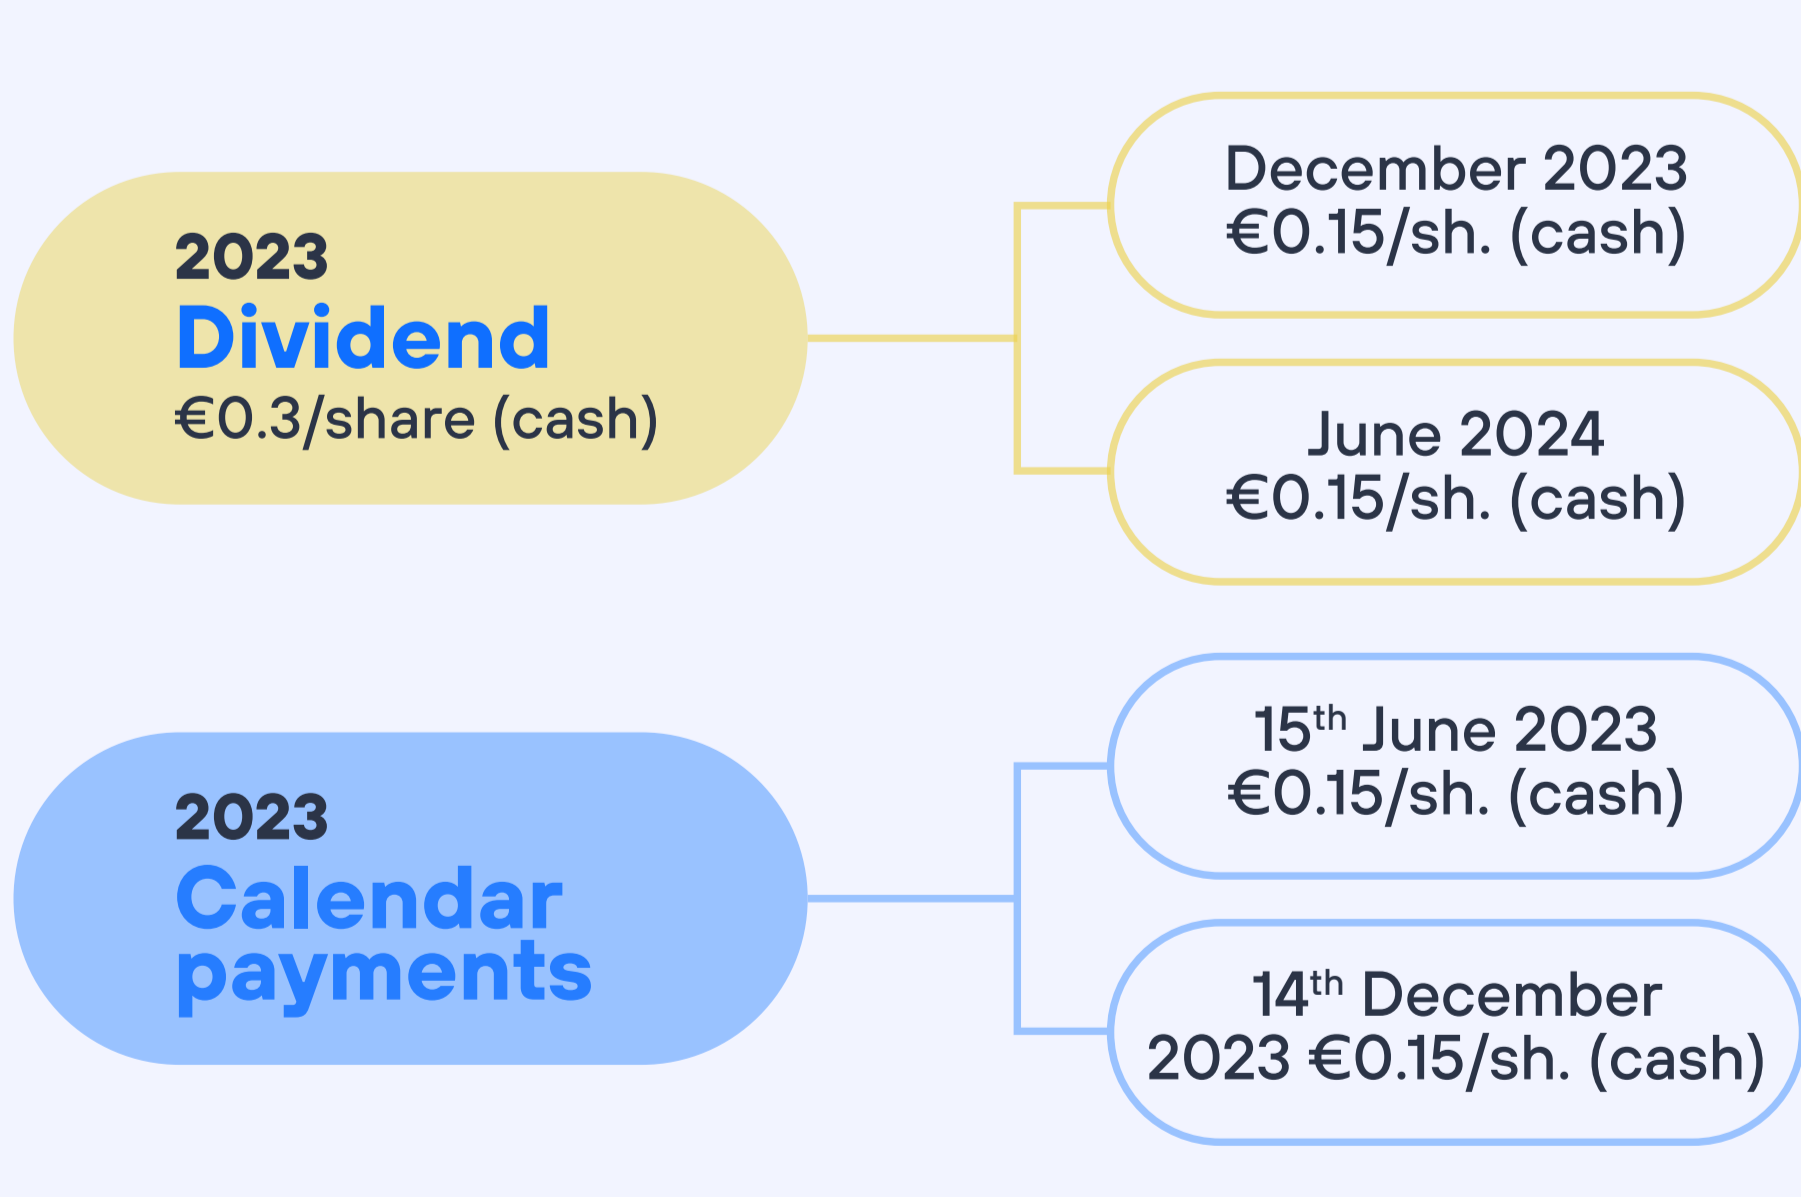 2023
Dividend
€0.3/share (cash)
December 2023
€0.15/sh. (cash)
June 2024
€0.15/sh. (cash)
2023
Calendar
payments
15th June 2023
€0.15/sh. (cash)
14th December
2023 €0.15/sh. (cash)